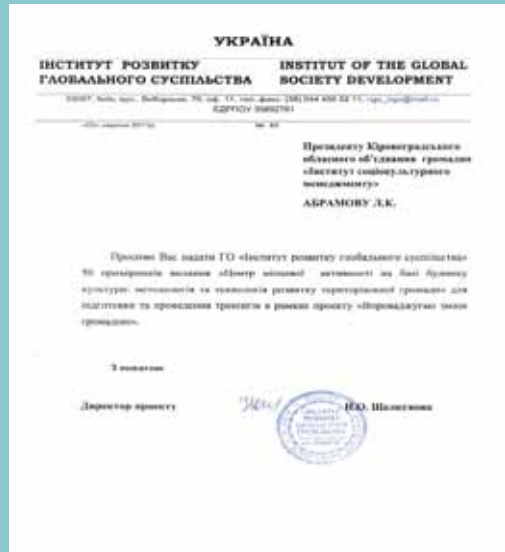 УКРАЇНА
ІНСТИТУТ РОЗВИТКУ
ГЛОБАЛЬНОГО СУСПІЛЬСТВА
INSTITUT OF THE GLOBAL
SOCIETY DEVELOPMENT
Президенту Кіровоградського
обласного об'єднання громадян
«Інститут соціокультурного
менеджменту»
АБРАМОВУ Л.К.
Просимо Вас надати ГО «Інститут розвитку глобального суспільства»
50 примірників видання «Центр місцевої активності на базі будинку
культури: методологія та технологія розвитку територіальної громади» для
підготовки та проведення тренінгів в рамках проекту «Впроваджуємо зміни
громадою».
З повагою
Директор проекту
Н.О.